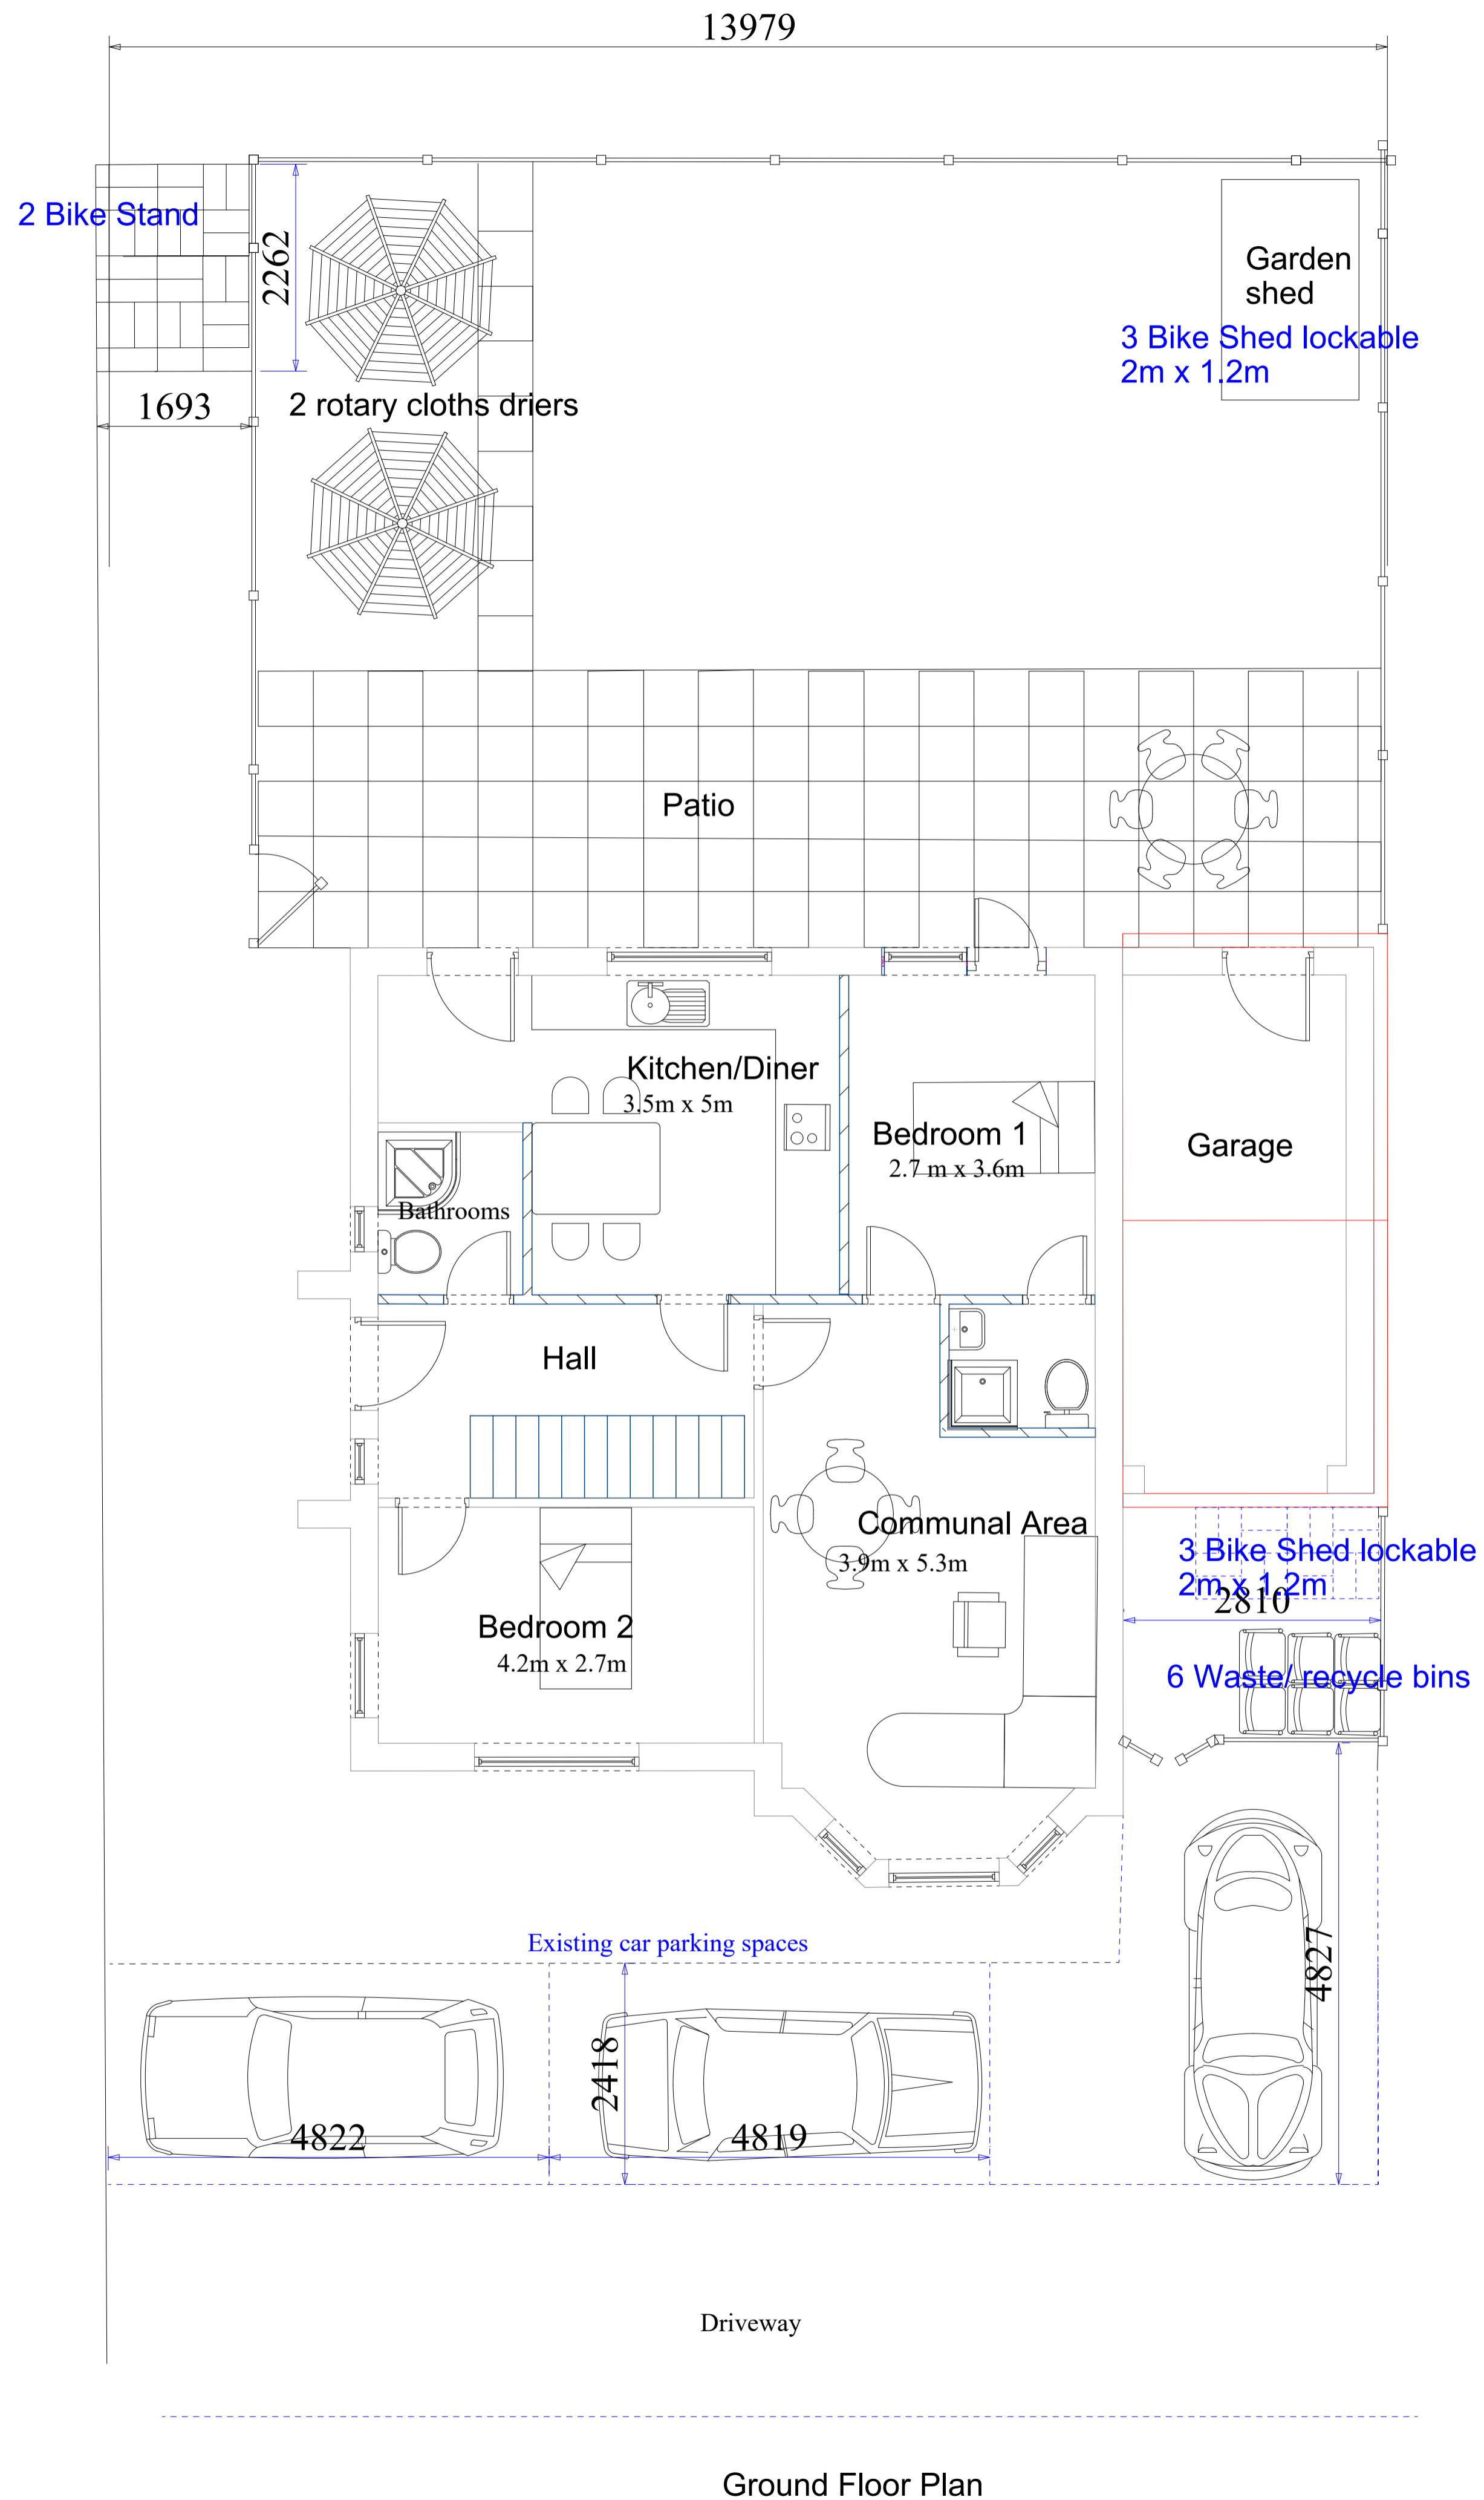 13979
2 Bike Stand
2262
Garden
shed
3 Bike Shed lockable
2m x 1.2m
1693
2 rotary cloths driers
Patio
Kitchen/Diner
3.5m x 5m
Bedroom 1
2.7 m x 3.6m
Garage
Bathrooms
Hall
Communal Area
3.9m x 5.3m
3 Bike Shed lockable
2m x 1.2m
2810
Bedroom 2
4.2m x 2.7m
6 Waste/ recycle bins
Existing car parking spaces
4827
2418
4822
4819
Driveway
Ground Floor Plan